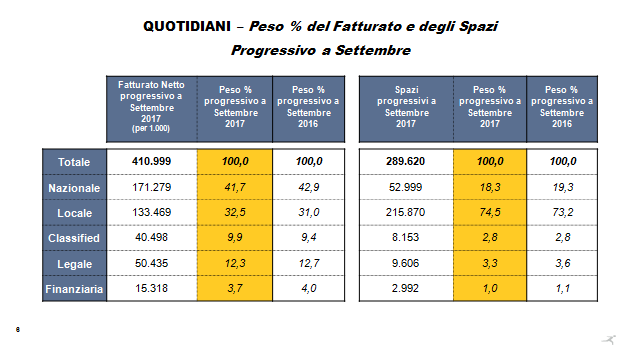 QUOTIDIANI – Peso % del Fatturato e degli Spazi
Progressivo a Settembre
Fatturato Netto progressivo a Settembre 2017 (per 1.000) Peso % progressivo a Settembre 2017 Peso % progressivo a Settembre 2016 Spazi progressivi a Settembre 2017 Peso % progressivo a Settembre 2017 Peso % progressivo a Settembre 2016
Totale 410.999 100,0 100,0 289.620 100,0 100,0
Nazionale 171.279 41,7 42,9 52.999 18,3 19,3
Locale 133.469 32,5 31,0 215.870 74,5 73,2
Classified 40.498 9,9 9,4 8.153 2,8 2,8
Legale 50.435 12,3 12,7 9.606 3,3 3,6
Finanziaria 15.318 3,7 4,0 2.992 1,0 1,1
6